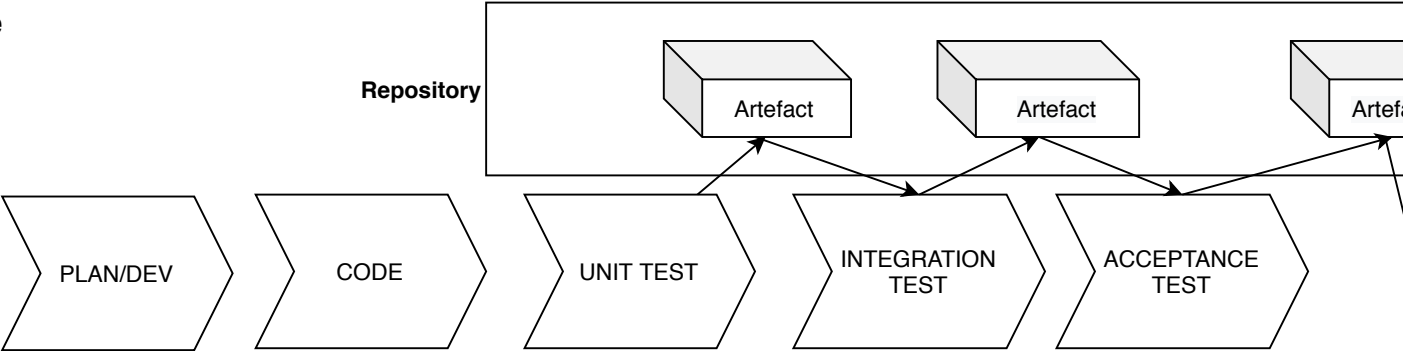 Repository
Artefact
Artefact
PLAN/DEV
CODE
UNIT TEST
INTEGRATION
TEST
ACCEPTANCE
TEST